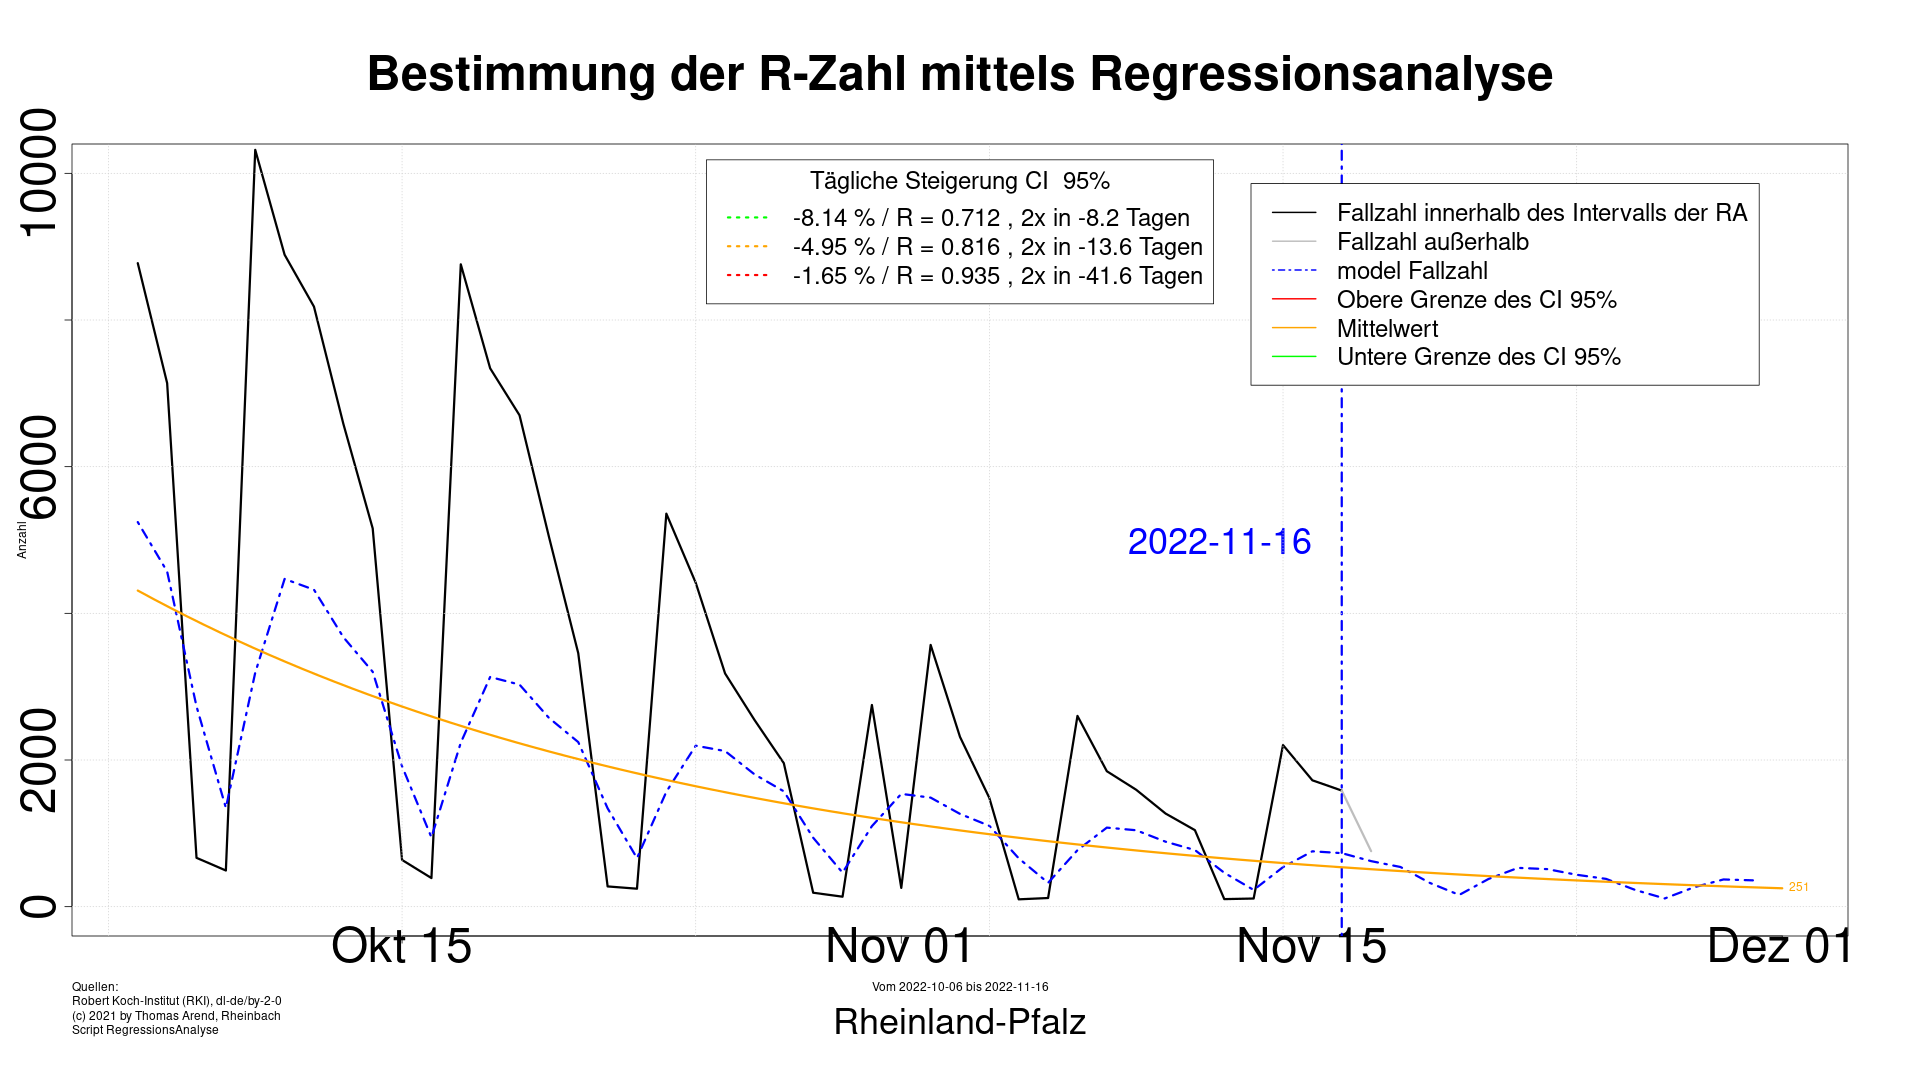 Bestimmung der R-Zahl mittels Regressionsanalyse
Anzahl
10000
6000
2000
0
Tägliche Steigerung CI  95%
-8.14 % / R = 0.712 , 2x in -8.2 Tagen
-4.95 % / R = 0.816 , 2x in -13.6 Tagen
-1.65 % / R = 0.935 , 2x in -41.6 Tagen
Fallzahl innerhalb des Intervalls der RA
Fallzahl außerhalb
model Fallzahl
Obere Grenze des CI 95%
Mittelwert
Untere Grenze des CI 95%
2022-11-16
251
Okt 15
Nov 01
Nov 15
Dez 01
Quellen:
Robert Koch-Institut (RKI), dl-de/by-2-0
(c) 2021 by Thomas Arend, Rheinbach
Script RegressionsAnalyse
Vom 2022-10-06 bis 2022-11-16
Rheinland-Pfalz